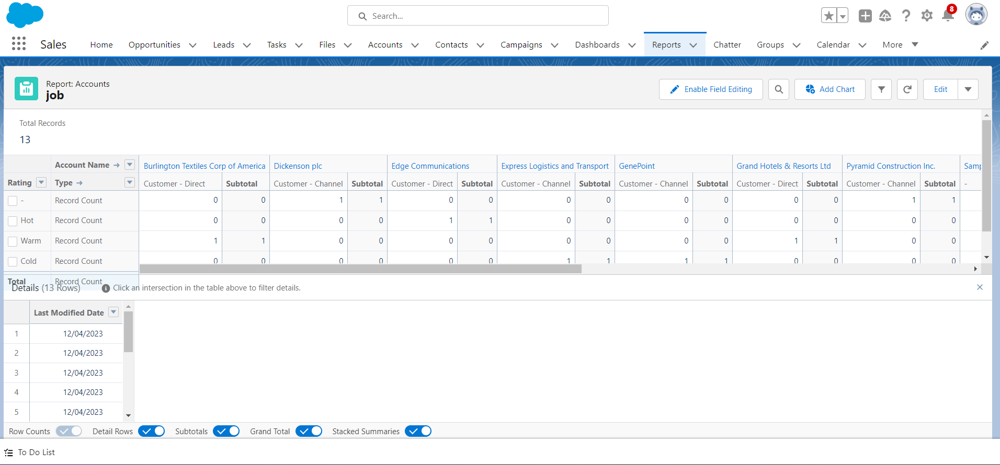 Search...
8
Sales Home Opportunities Leads Tasks Files Accounts Contacts Campaigns Dashboards Reports Chatter Groups Calendar More
Report: Accounts
job
Enable Field Editing Add Chart Edit
Total Records
13
Account Name → Burlington Textiles Corp of America Dickenson plc Edge Communications Express Logistics and Transport GenePoint Grand Hotels & Resorts Ltd Pyramid Construction Inc. Samp
Rating Type → Customer - Direct Subtotal Customer - Channel Subtotal Customer - Direct Subtotal Customer - Channel Subtotal Customer - Channel Subtotal Customer - Direct Subtotal Customer - Channel Subtotal -
- Record Count 0 0 1 1 0 0 0 0 0 0 0 0 1 1
Hot Record Count 0 0 0 0 1 1 0 0 0 0 0 0 0 0
Warm Record Count 1 1 0 0 0 0 0 0 0 0 1 1 0 0
Cold Record Count 0 0 0 0 0 0 1 1 1 1 0 0 0 0
Total Record Count
Details (13 Rows) Click an intersection in the table above to filter details.
Last Modified Date
1 12/04/2023
2 12/04/2023
3 12/04/2023
4 12/04/2023
5 12/04/2023
Row Counts Detail Rows Subtotals Grand Total Stacked Summaries
To Do List